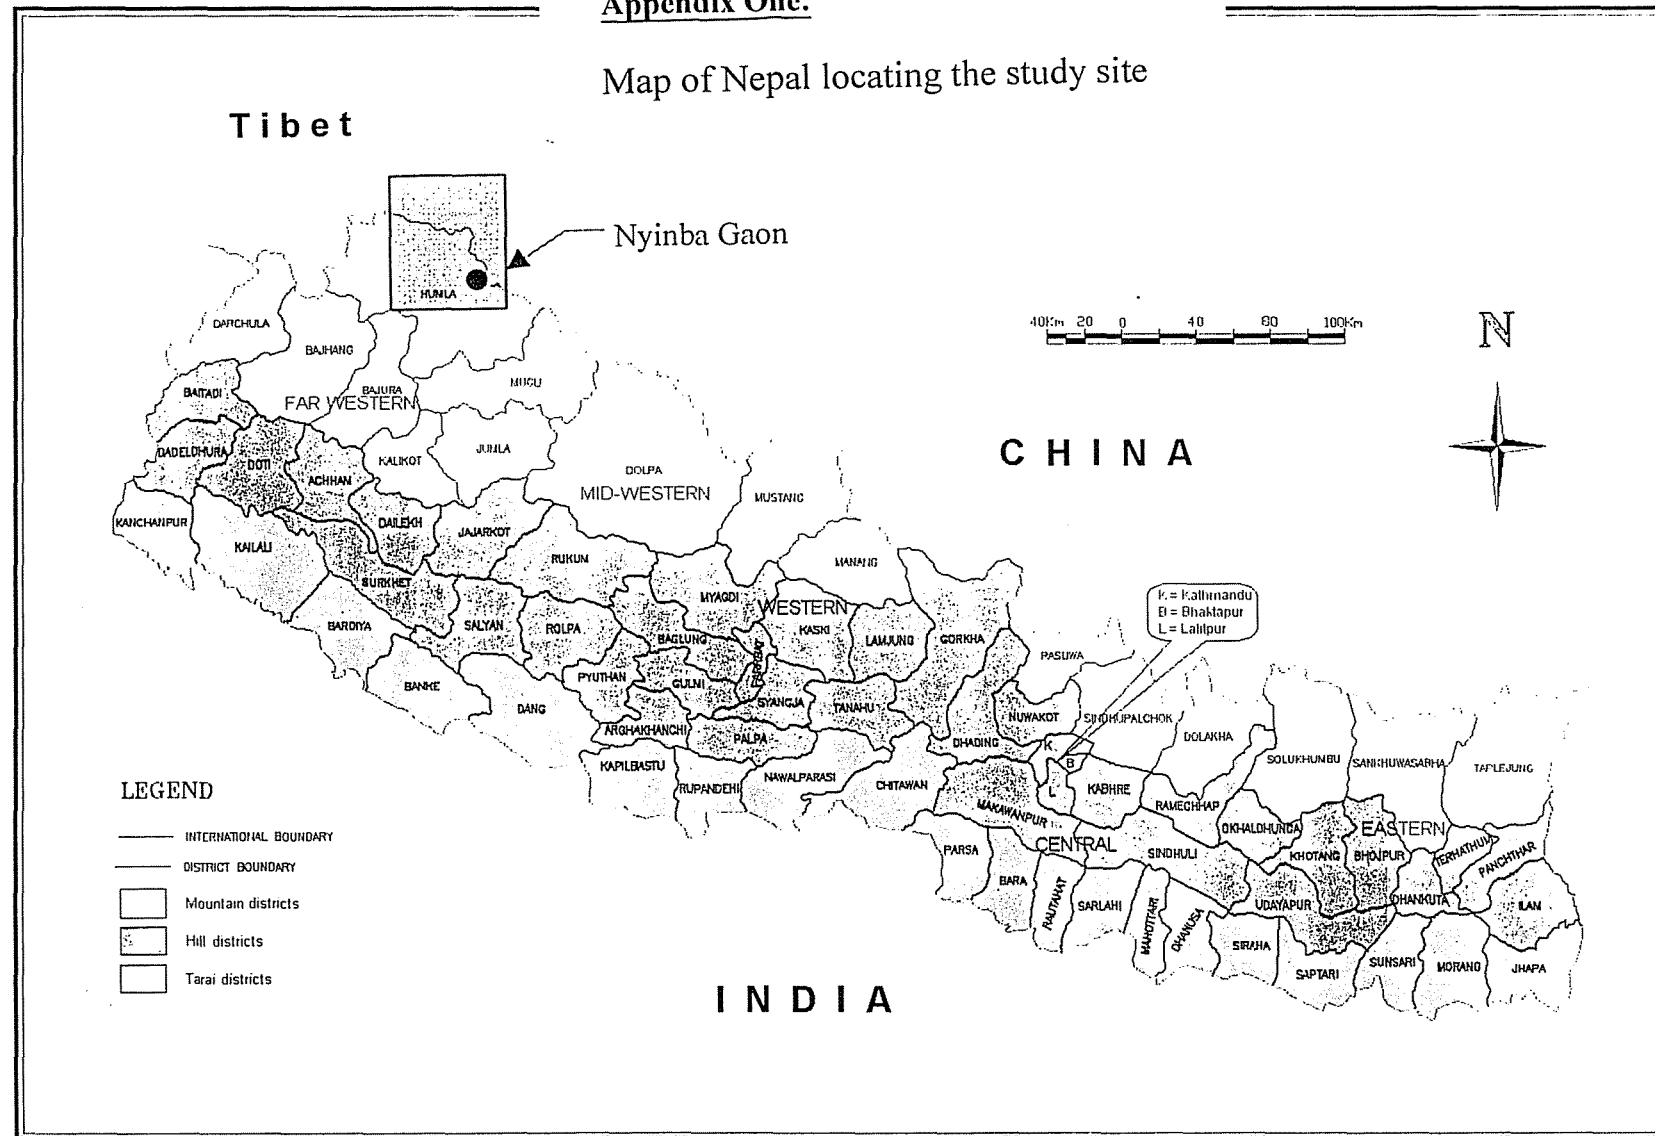 Appendix One:
Map of Nepal locating the study site
Tibet
Nyinba Gaon
HUMLA
DARCHULA
BAJHANG
BAJURA
MUGU
BAITADI
FAR WESTERN
40Km 20 0 40 80 100Km
N
DADELDHURA
DOTI
ACHHAN
KALIKOT
JUMLA
CHINA
DOLPA
MID-WESTERN
MUSTANG
KANCHANPUR
KAILALI
DAILEKH
JAJARKOT
RUKUM
MANANG
SURKHET
BARDIYA
SALYAN
ROLPA
MYAGDI
WESTERN
KASKI
LAMJUNG
GORKHA
K = Kathmandu
B = Bhaktapur
L = Lalitpur
BAGLUNG
PARBAT
RASUWA
BANKE
DANG
PYUTHAN
GULNI
SYANGJA
TANAHU
NUWAKOT
SINDHUPALCHOK
DOLAKHA
ARGHAKHANCHI
PALPA
DHADING
K
B
L
SOLUKHUMBU
SANKHUWASABHA
TAPLEJUNG
KAPILBASTU
RUPANDEHI
NAWALPARASI
CHITAWAN
MAKAWANPUR
KABHRE
RAMECHHAP
OKHALDHUNGA
KHOTANG
EASTERN
BHOJPUR
TERHATHUM
PANCHTHAR
PARSA
CENTRAL
SINDHULI
BARA
RAUTAHAT
SARLAHI
MAHOTTARI
DHANUSA
UDAYAPUR
DHANKUTA
ILAM
SIRAHA
SAPTARI
SUNSARI
MORANG
JHAPA
INDIA
LEGEND
INTERNATIONAL BOUNDARY
DISTRICT BOUNDARY
Mountain districts
Hill districts
Tarai districts